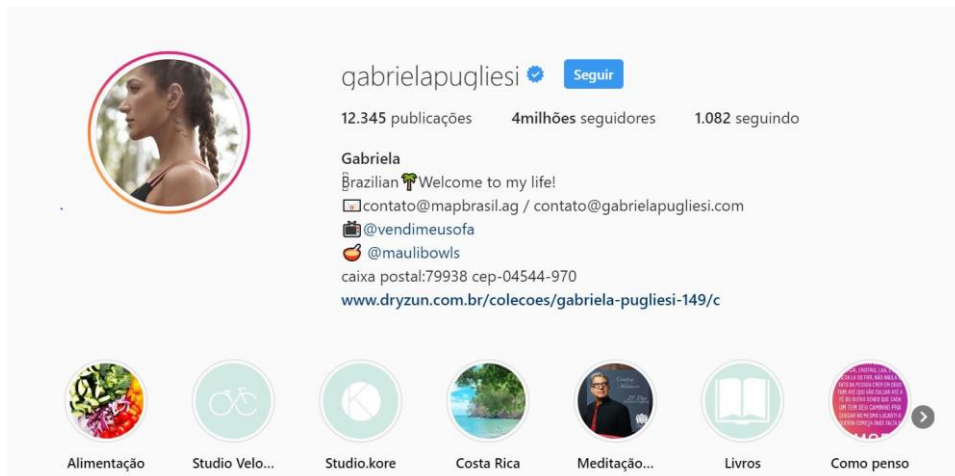 gabrielapugliesi Seguir
12.345 publicações 4milhões seguidores 1.082 seguindo
Gabriela
Brazilian🌴Welcome to my life!
contato@mapbrasil.ag / contato@gabrielapugliesi.com
@vendimeusofa
@maulibowls
caixa postal:79938 cep-04544-970
www.dryzun.com.br/colecoes/gabriela-pugliesi-149/c
K
Alimentação Studio Velo... Studio.kore Costa Rica Meditação... Livros Como penso